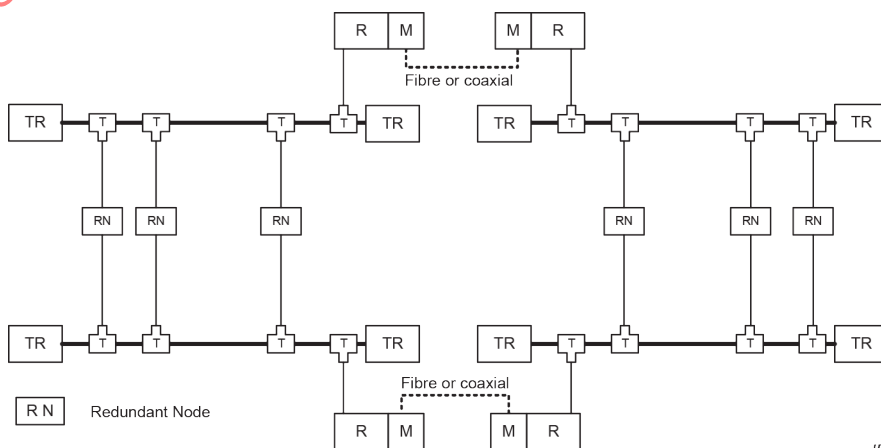 R M M R
Fibre or coaxial
TR T T T T TR TR T T T T TR
RN RN RN RN RN RN
TR T T T T TR TR T T T T TR
Fibre or coaxial
R N Redundant Node
R M M R